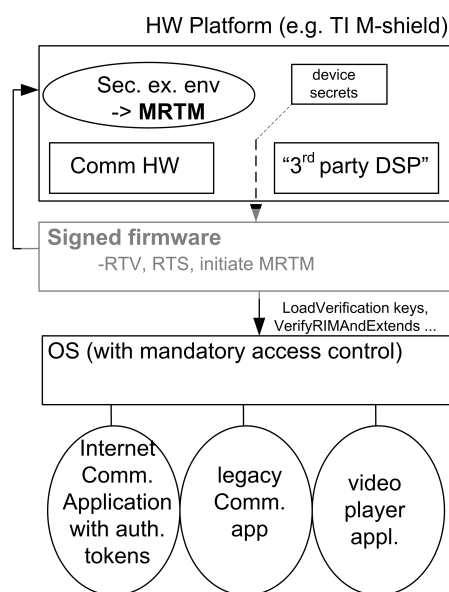 HW Platform (e.g. TI M-shield)
Sec. ex. env
-> MRTM
device
secrets
Comm HW
“3rd party DSP”
Signed firmware
-RTV, RTS, initiate MRTM
LoadVerification keys,
VerifyRIMAndExtends ...
OS (with mandatory access control)
Internet
Comm.
Application
with auth.
tokens
legacy
Comm.
app
video
player
appl.